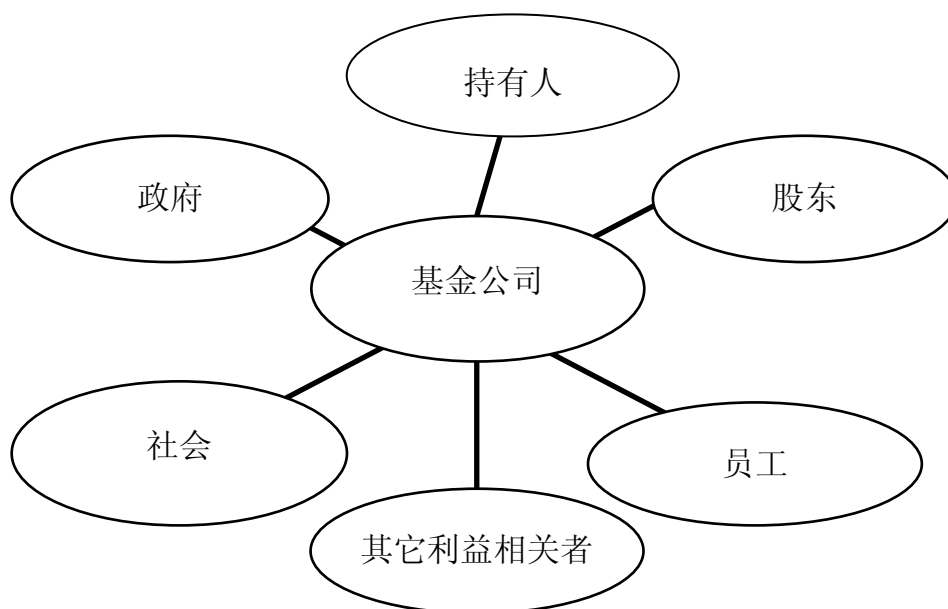 持有人
政府
股东
基金公司
社会
员工
其它利益相关者